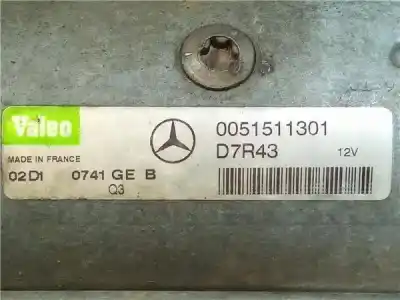 Valeo
0051511301
D7R43 12V
MADE IN FRANCE
02D1 0741 GE B
Q3